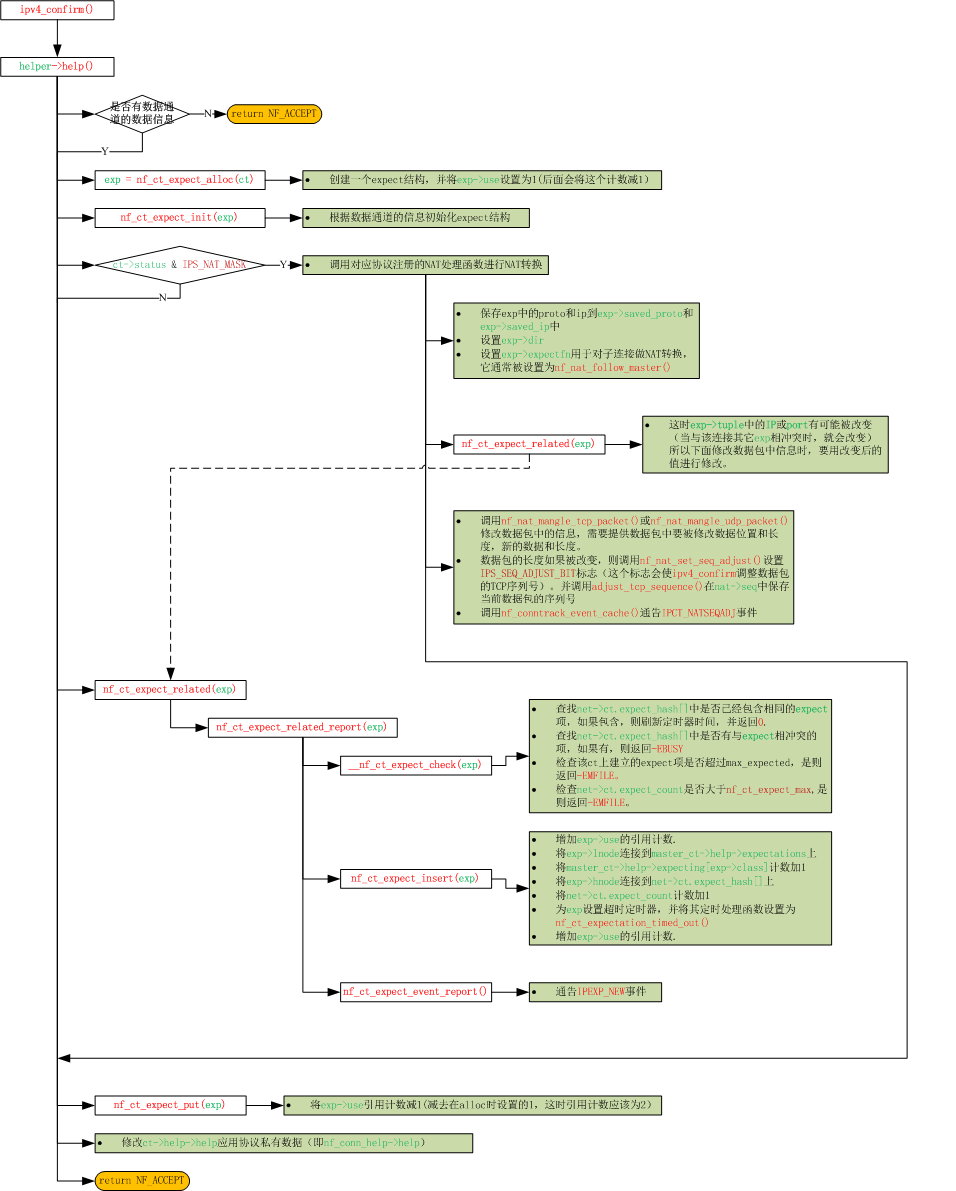 ipv4_confirm()
helper->help()
是否有数据通
道的数据信息
N
return NF_ACCEPT
Y
exp = nf_ct_expect_alloc(ct)
• 创建一个expect结构，并将exp->use设置为1(后面会将这个计数减1）
nf_ct_expect_init(exp)
• 根据数据通道的信息初始化expect结构
ct->status & IPS_NAT_MASK
Y
• 调用对应协议注册的NAT处理函数进行NAT转换
N
• 保存exp中的proto和ip到exp->saved_proto和
exp->saved_ip中
• 设置exp->dir
• 设置exp->expectfn用于对子连接做NAT转换，
它通常被设置为nf_nat_follow_master()
nf_ct_expect_related(exp)
• 这时exp->tuple中的IP或port有可能被改变
（当与该连接其它exp相冲突时，就会改变）
所以下面修改数据包中信息时，要用改变后的
值进行修改。
• 调用nf_nat_mangle_tcp_packet()或nf_nat_mangle_udp_packet()
修改数据包中的信息，需要提供数据包中要被修改数据位置和长
度，新的数据和长度。
• 数据包的长度如果被改变，则调用nf_nat_set_seq_adjust()设置
IPS_SEQ_ADJUST_BIT标志（这个标志会使ipv4_confirm调整数据包
的TCP序列号）。并调用adjust_tcp_sequence()在nat->seq中保存
当前数据包的序列号
• 调用nf_conntrack_event_cache()通告IPCT_NATSEQADJ事件
nf_ct_expect_related(exp)
nf_ct_expect_related_report(exp)
__nf_ct_expect_check(exp)
• 查找net->ct.expect_hash[]中是否已经包含相同的expect
项，如果包含，则刷新定时器时间，并返回0.
• 查找net->ct.expect_hash[]中是否有与expect相冲突的
项，如果有，则返回-EBUSY
• 检查该ct上建立的expect项是否超过max_expected，是则
返回-EMFILE。
• 检查net->ct.expect_count是否大于nf_ct_expect_max,是
则返回-EMFILE。
nf_ct_expect_insert(exp)
• 增加exp->use的引用计数.
• 将exp->lnode连接到master_ct->help->expectations上
• 将master_ct->help->expecting[exp->class]计数加1
• 将exp->hnode连接到net->ct.expect_hash[]上
• 将net->ct.expect_count计数加1
• 为exp设置超时定时器，并将其定时处理函数设置为
nf_ct_expectation_timed_out()
• 增加exp->use的引用计数.
nf_ct_expect_event_report()
• 通告IPEXP_NEW事件
nf_ct_expect_put(exp)
• 将exp->use引用计数减1(减去在alloc时设置的1，这时引用计数应该为2）
• 修改ct->help->help应用协议私有数据（即nf_conn_help->help）
return NF_ACCEPT